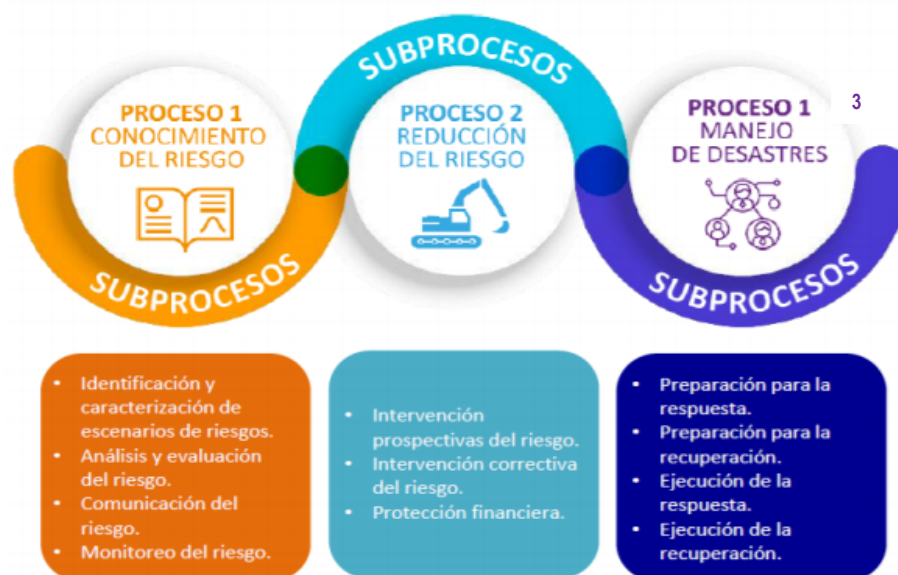 SUBPROCESOS
PROCESO 1
CONOCIMIENTO
DEL RIESGO
SUBPROCESOS
PROCESO 2
REDUCCIÓN
DEL RIESGO
PROCESO 1
3
MANEJO
DE DESASTRES
SUBPROCESOS
• Identificación y
caracterización de
escenarios de riesgos.
• Análisis y evaluación
del riesgo.
• Comunicación del
riesgo.
• Monitoreo del riesgo.
• Intervención
prospectivas del riesgo.
• Intervención correctiva
del riesgo.
• Protección financiera.
• Preparación para la
respuesta.
• Preparación para la
recuperación.
• Ejecución de la
respuesta.
• Ejecución de la
recuperación.